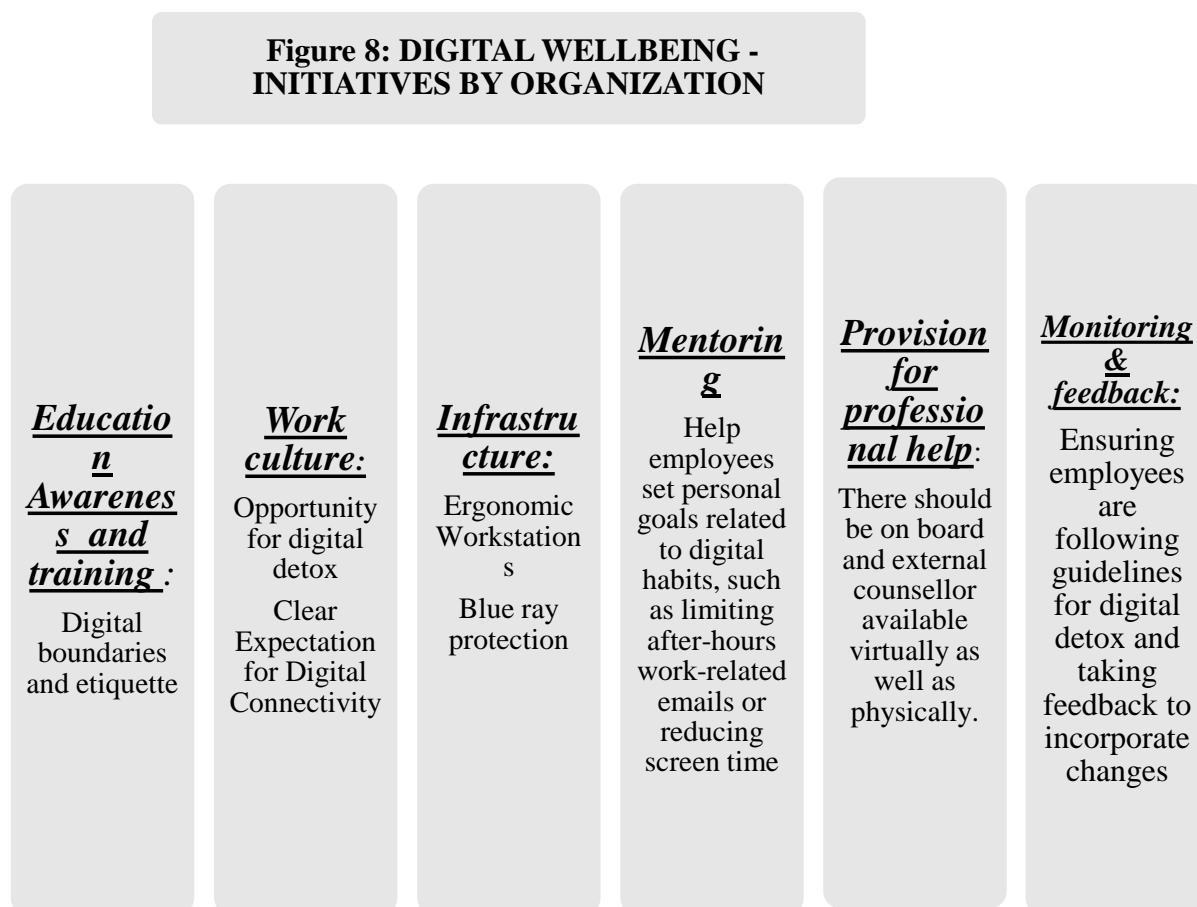 Figure 8: DIGITAL WELLBEING -
INITIATIVES BY ORGANIZATION
Educatio
n
Awarenes
s and
training :
Digital
boundaries
and etiquette
Work
culture:
Opportunity
for digital
detox
Clear
Expectation
for Digital
Connectivity
Infrastru
cture:
Ergonomic
Workstation
s
Blue ray
protection
Mentorin
g
Help
employees
set personal
goals related
to digital
habits, such
as limiting
after-hours
work-related
emails or
reducing
screen time
Provision
for
professio
nal help:
There should
be on board
and external
counsellor
available
virtually as
well as
physically.
Monitoring
&
feedback:
Ensuring
employees
are
following
guidelines
for digital
detox and
taking
feedback to
incorporate
changes